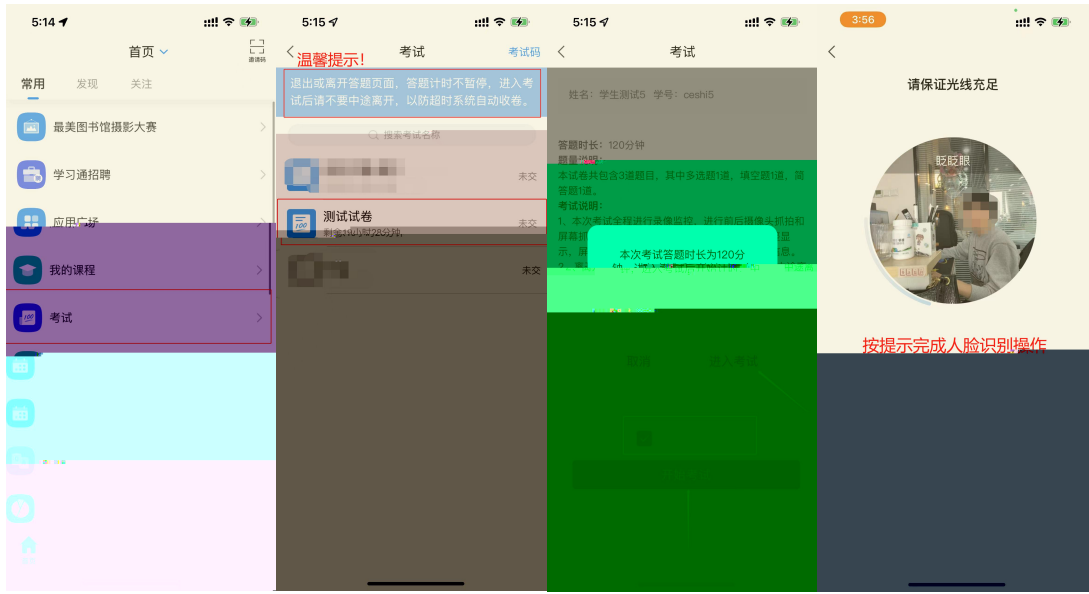 5:14
首页
邀请码
常用 发现 关注
最美图书馆摄影大赛
学习通招聘
应用广场
我的课程
考试
5:15
考试
考试码
温馨提示！
退出或离开答题页面，答题计时不暂停，进入考
试后请不要中途离开，以防超时系统自动收卷。
搜索考试名称
未交
测试试卷
未交
未交
5:15
考试
姓名：学生测试5 学号：ceshi5
答题时长：120分钟
题量说明：
本试卷共包含3道题目，其中多选题1道，填空题1道，简
答题1道。
考试说明：
1、本次考试全程进行录像监控，进行前后摄像头抓拍和
本次考试答题时长为120分
取消 进入考试
3:56
请保证光线充足
眨眨眼
按提示完成人脸识别操作